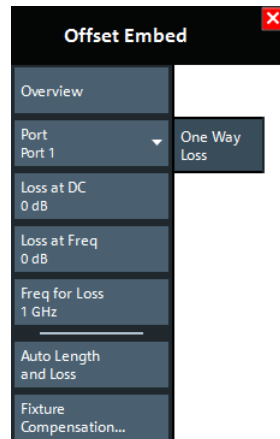 Offset Embed
Overview
Port
Port 1
One Way
Loss
Loss at DC
0 dB
Loss at Freq
0 dB
Freq for Loss
1 GHz
Auto Length
and Loss
Fixture
Compensation...